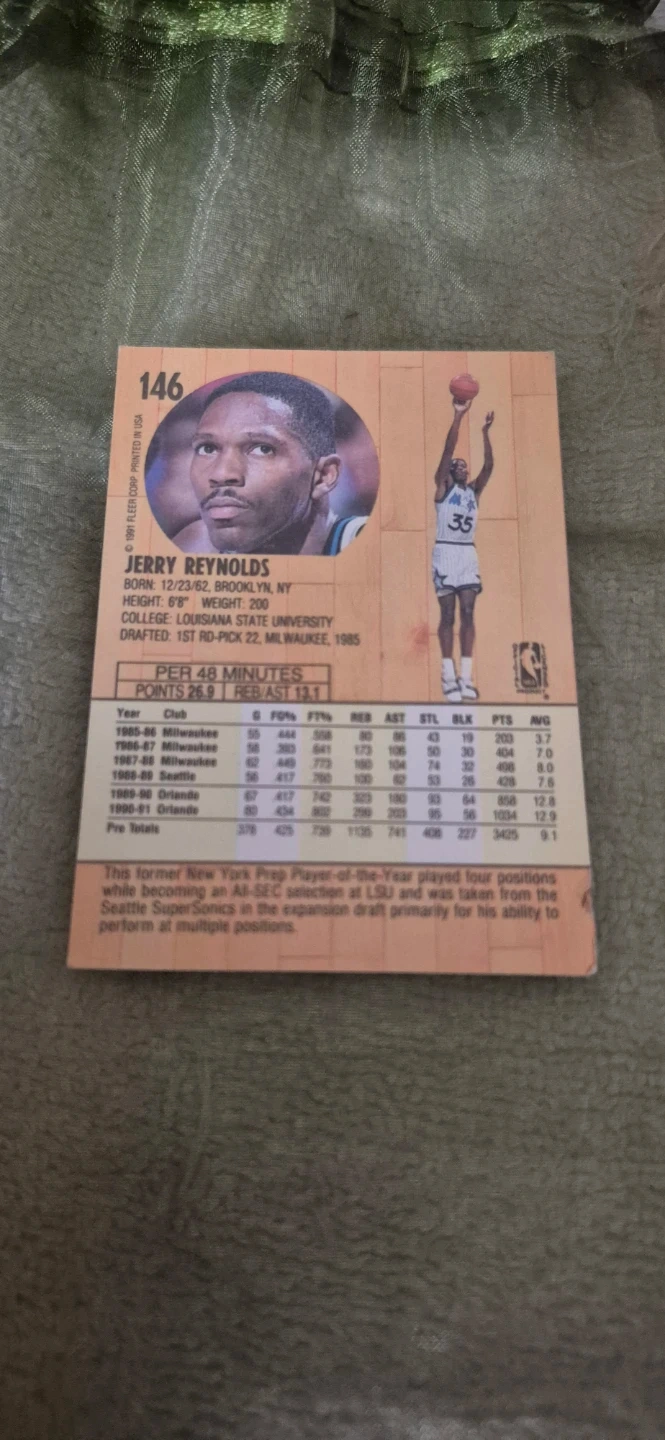 146
© 1991 FLEER CORP PRINTED IN USA
35
JERRY REYNOLDS
BORN: 12/23/62, BROOKLYN, NY
HEIGHT: 6'8" WEIGHT: 200
COLLEGE: LOUISIANA STATE UNIVERSITY
DRAFTED: 1ST RD-PICK 22, MILWAUKEE, 1985
PER 48 MINUTES
POINTS 26.9 REB/AST 13.1
Year Club G FG% FT% REB AST STL BLK PTS AVG
1985-86 Milwaukee 55 .444 .558 80 86 43 19 203 3.7
1986-87 Milwaukee 58 .393 .641 173 106 50 30 404 7.0
1987-88 Milwaukee 62 .449 .773 160 104 74 32 498 8.0
1988-89 Seattle 56 .417 .760 100 62 53 26 428 7.6
1989-90 Orlando 67 .417 .742 323 180 93 64 858 12.8
1990-91 Orlando 80 .434 .802 299 203 95 56 1034 12.9
Pro Totals 378 .425 .739 1135 741 408 227 3425 9.1
This former New York Prep Player-of-the-Year played four positions
while becoming an All-SEC selection at LSU and was taken from the
Seattle SuperSonics in the expansion draft primarily for his ability to
perform at multiple positions.